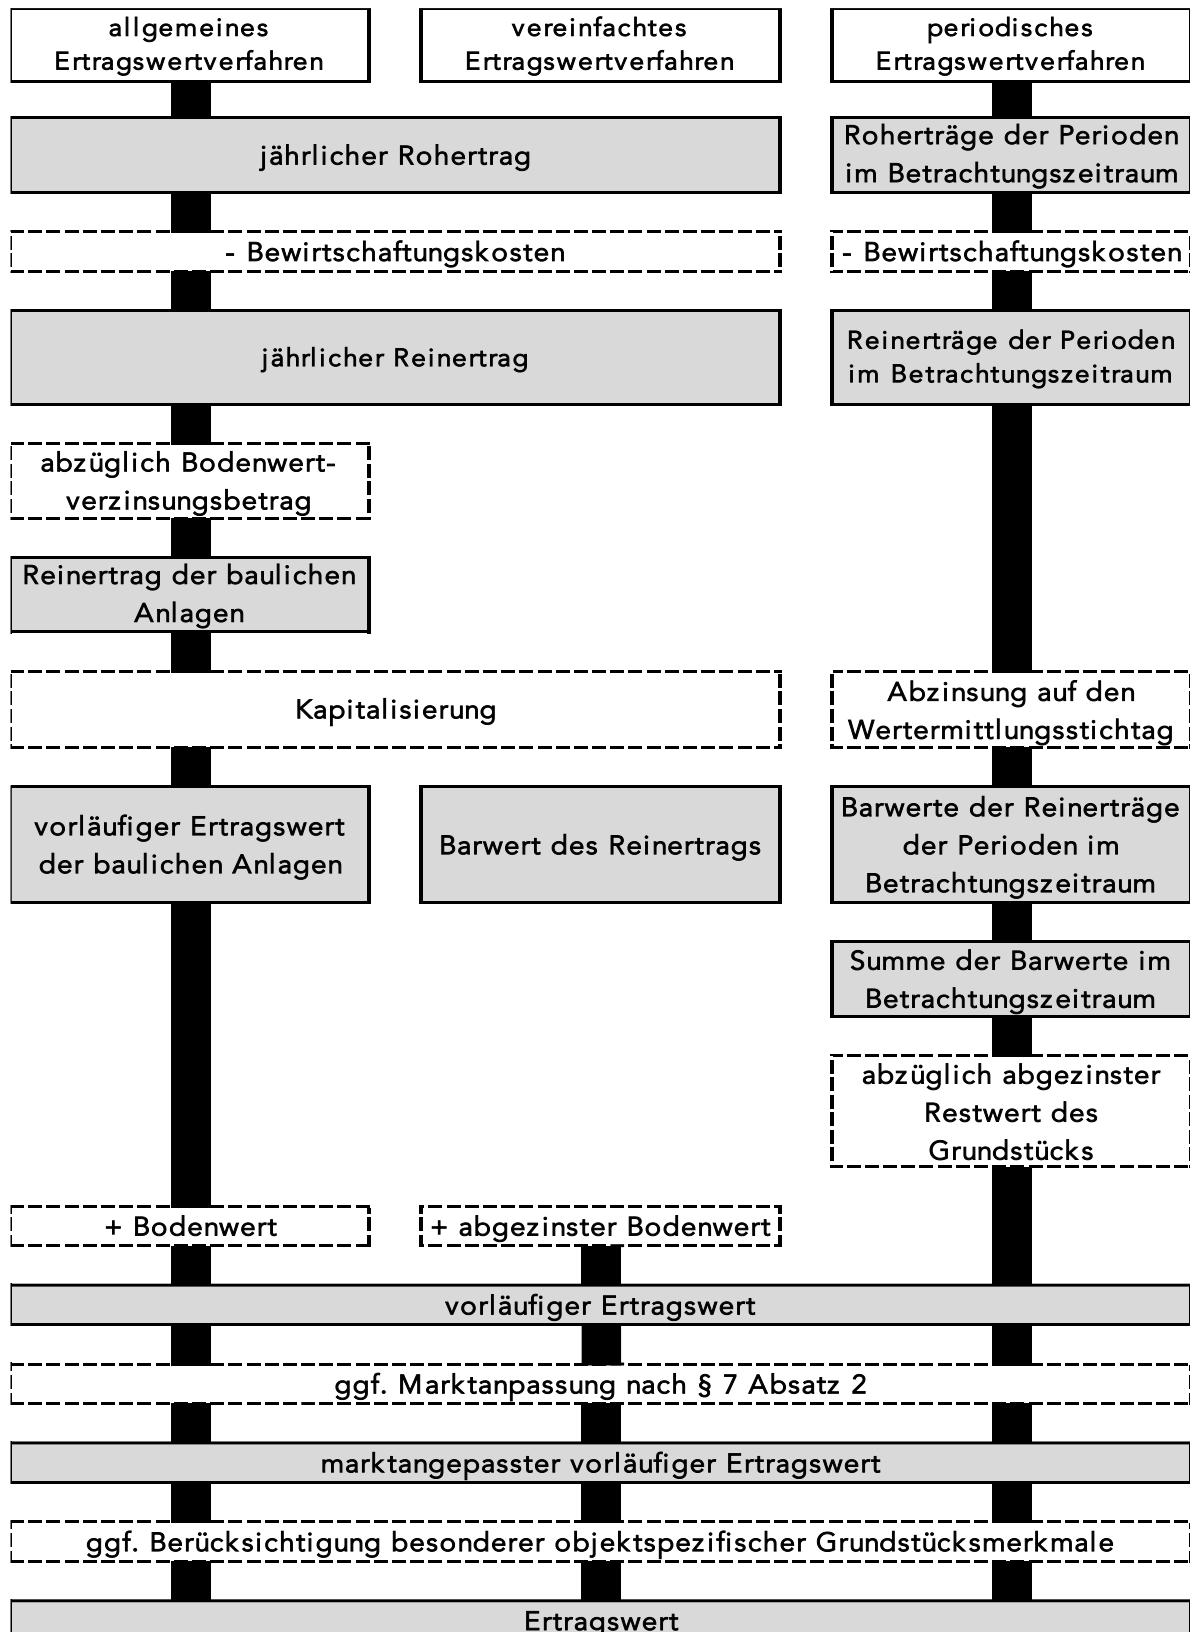 allgemeines
Ertragswertverfahren
vereinfachtes
Ertragswertverfahren
periodisches
Ertragswertverfahren
jährlicher Rohertrag
Roherträge der Perioden
im Betrachtungszeitraum
- Bewirtschaftungskosten
- Bewirtschaftungskosten
jährlicher Reinertrag
Reinerträge der Perioden
im Betrachtungszeitraum
abzüglich Bodenwert-
verzinsungsbetrag
Reinertrag der baulichen
Anlagen
Kapitalisierung
Abzinsung auf den
Wertermittlungsstichtag
vorläufiger Ertragswert
der baulichen Anlagen
Barwert des Reinertrags
Barwerte der Reinerträge
der Perioden im
Betrachtungszeitraum
Summe der Barwerte im
Betrachtungszeitraum
abzüglich abgezinster
Restwert des
Grundstücks
+ Bodenwert
+ abgezinster Bodenwert
vorläufiger Ertragswert
ggf. Marktanpassung nach § 7 Absatz 2
marktangepasster vorläufiger Ertragswert
ggf. Berücksichtigung besonderer objektspezifischer Grundstücksmerkmale
Ertragswert